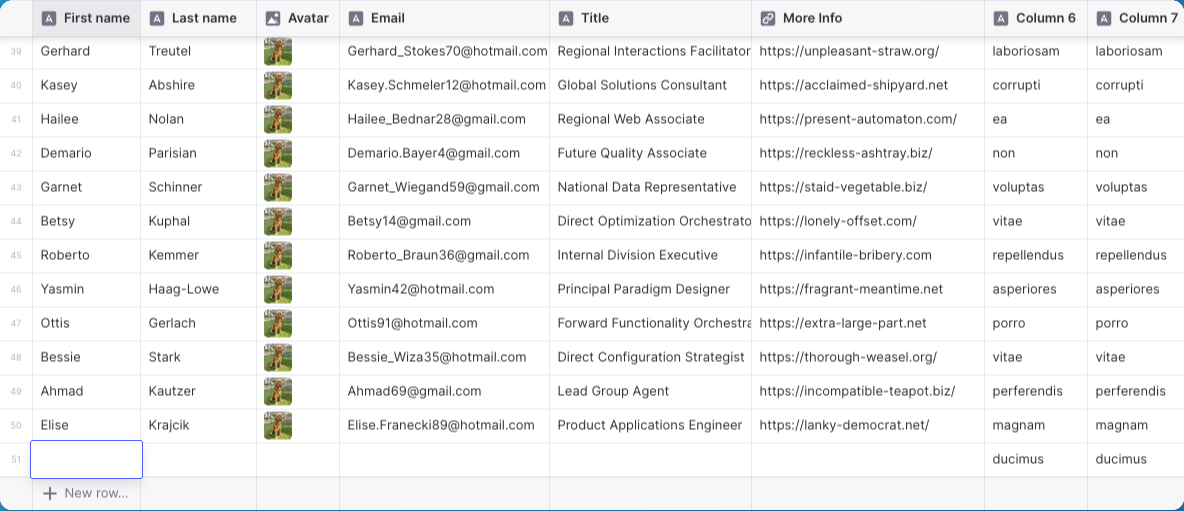 A First name A Last name Avatar A Email A Title More Info A Column 6 A Column 7
39 Gerhard Treutel Gerhard_Stokes70@hotmail.com Regional Interactions Facilitator https://unpleasant-straw.org/ laboriosam laboriosam
40 Kasey Abshire Kasey.Schmeler12@hotmail.com Global Solutions Consultant https://acclaimed-shipyard.net corrupti corrupti
41 Hailee Nolan Hailee_Bednar28@gmail.com Regional Web Associate https://present-automaton.com/ ea ea
42 Demario Parisian Demario.Bayer4@gmail.com Future Quality Associate https://reckless-ashtray.biz/ non non
43 Garnet Schinner Garnet_Wiegand59@gmail.com National Data Representative https://staid-vegetable.biz/ voluptas voluptas
44 Betsy Kuphal Betsy14@gmail.com Direct Optimization Orchestrato https://lonely-offset.com/ vitae vitae
45 Roberto Kemmer Roberto_Braun36@gmail.com Internal Division Executive https://infantile-bribery.com repellendus repellendus
46 Yasmin Haag-Lowe Yasmin42@hotmail.com Principal Paradigm Designer https://fragrant-meantime.net asperiores asperiores
47 Ottis Gerlach Ottis91@hotmail.com Forward Functionality Orchestra https://extra-large-part.net porro porro
48 Bessie Stark Bessie_Wiza35@hotmail.com Direct Configuration Strategist https://thorough-weasel.org/ vitae vitae
49 Ahmad Kautzer Ahmad69@gmail.com Lead Group Agent https://incompatible-teapot.biz/ perferendis perferendis
50 Elise Krajcik Elise.Franecki89@hotmail.com Product Applications Engineer https://lanky-democrat.net/ magnam magnam
51 ducimus ducimus
+ New row...